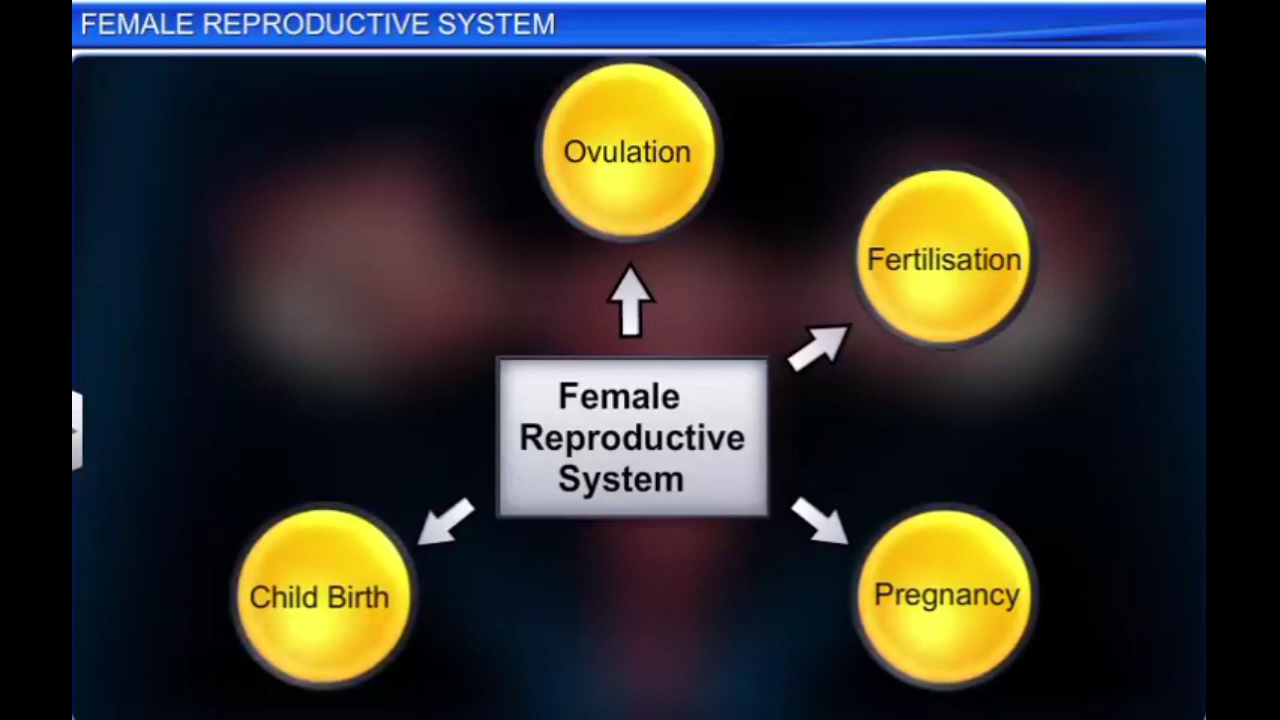 FEMALE REPRODUCTIVE SYSTEM
Ovulation
Fertilisation
Female
Reproductive
System
Child Birth
Pregnancy